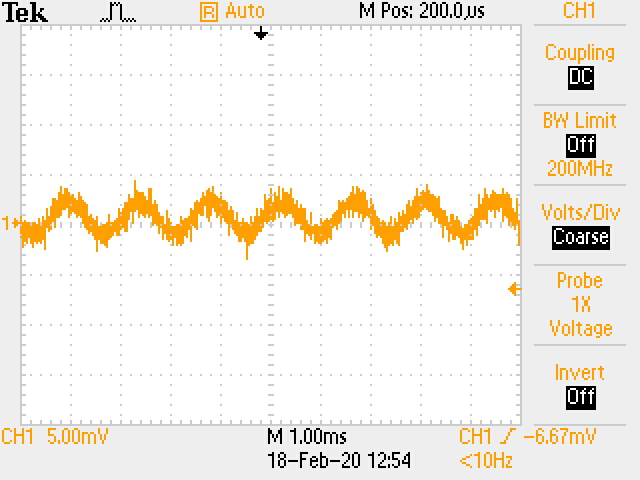 Tek R Auto M Pos: 200.0µs CH1
Coupling
DC
BW Limit
Off
200MHz
1
Volts/Div
Coarse
Probe
1X
Voltage
Invert
Off
CH1 5.00mV M 1.00ms CH1 -6.67mV
18-Feb-20 12:54 <10Hz